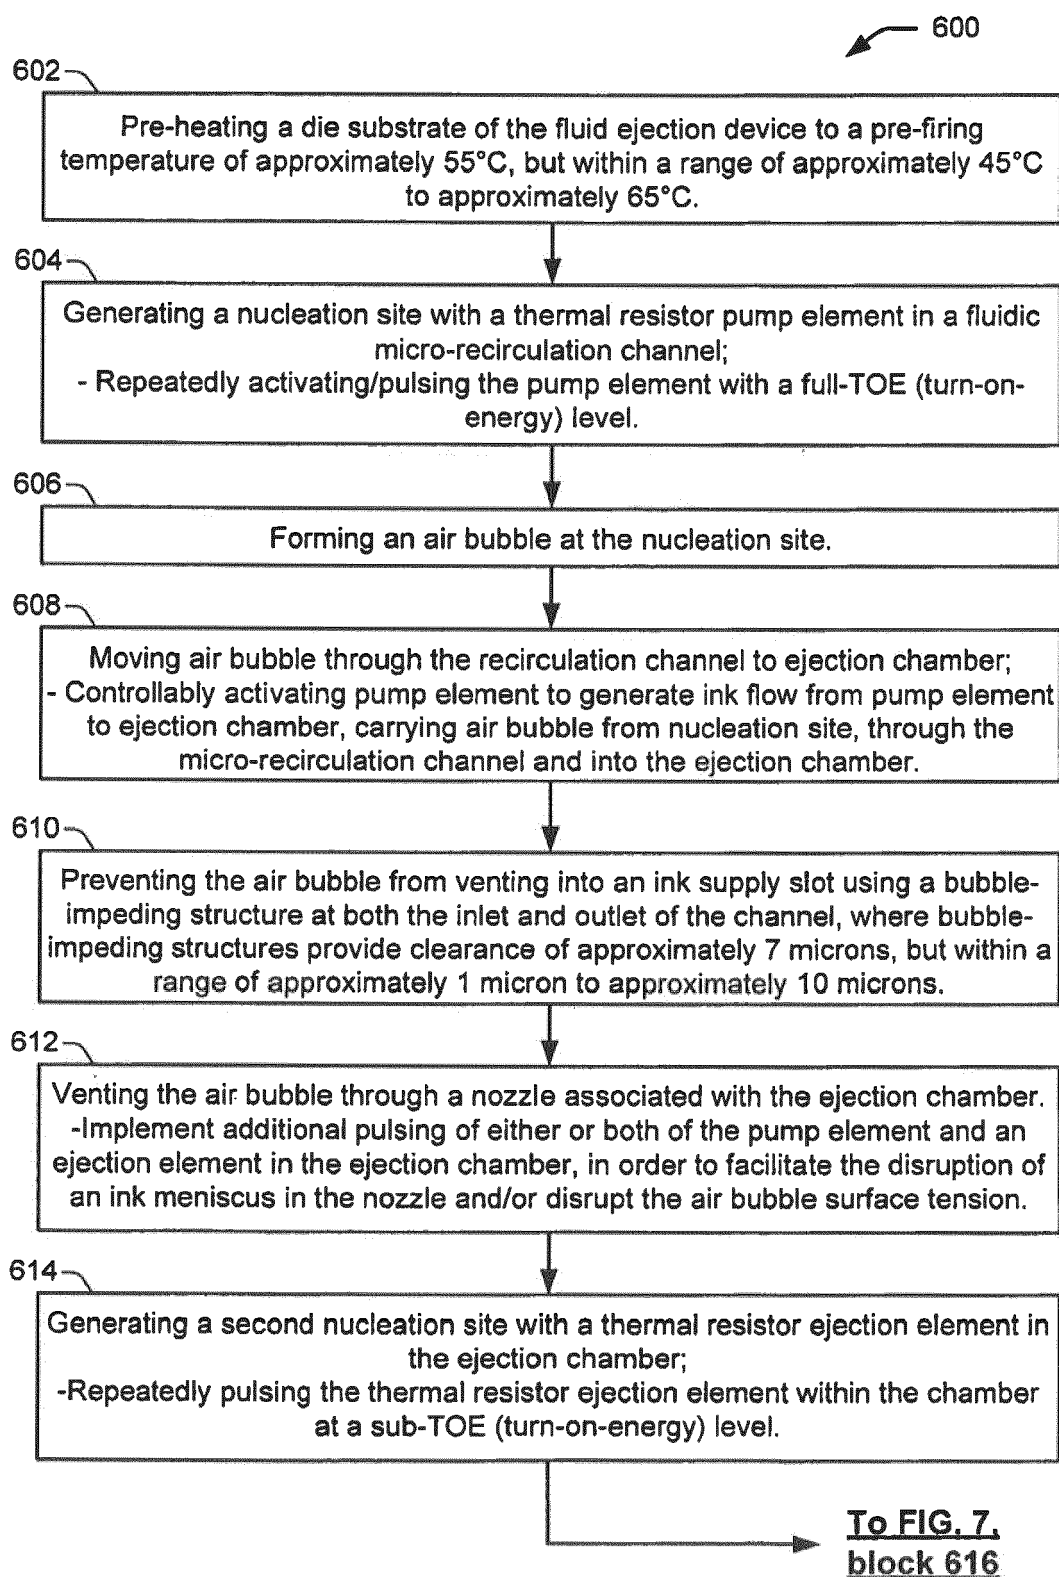 600
602
Pre-heating a die substrate of the fluid ejection device to a pre-firing
temperature of approximately 55°C, but within a range of approximately 45°C
to approximately 65°C.
604
Generating a nucleation site with a thermal resistor pump element in a fluidic
micro-recirculation channel;
- Repeatedly activating/pulsing the pump element with a full-TOE (turn-on-
energy) level.
606
Forming an air bubble at the nucleation site.
608
Moving air bubble through the recirculation channel to ejection chamber;
- Controllably activating pump element to generate ink flow from pump element
to ejection chamber, carrying air bubble from nucleation site, through the
micro-recirculation channel and into the ejection chamber.
610
Preventing the air bubble from venting into an ink supply slot using a bubble-
impeding structure at both the inlet and outlet of the channel, where bubble-
impeding structures provide clearance of approximately 7 microns, but within a
range of approximately 1 micron to approximately 10 microns.
612
Venting the air bubble through a nozzle associated with the ejection chamber.
-Implement additional pulsing of either or both of the pump element and an
ejection element in the ejection chamber, in order to facilitate the disruption of
an ink meniscus in the nozzle and/or disrupt the air bubble surface tension.
614
Generating a second nucleation site with a thermal resistor ejection element in
the ejection chamber;
-Repeatedly pulsing the thermal resistor ejection element within the chamber
at a sub-TOE (turn-on-energy) level.
To FIG. 7,
block 616